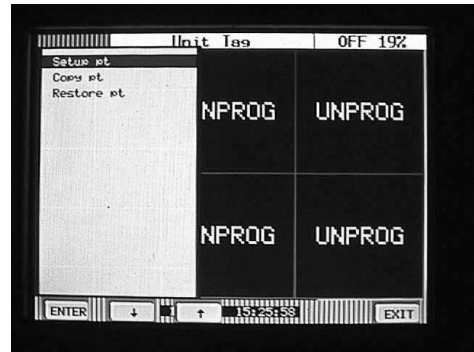 Unit Tag OFF 19%
Setup pt
Copy pt
Restore pt
NPROG UNPROG
NPROG UNPROG
ENTER ↓ ↑ 15:25:58 EXIT